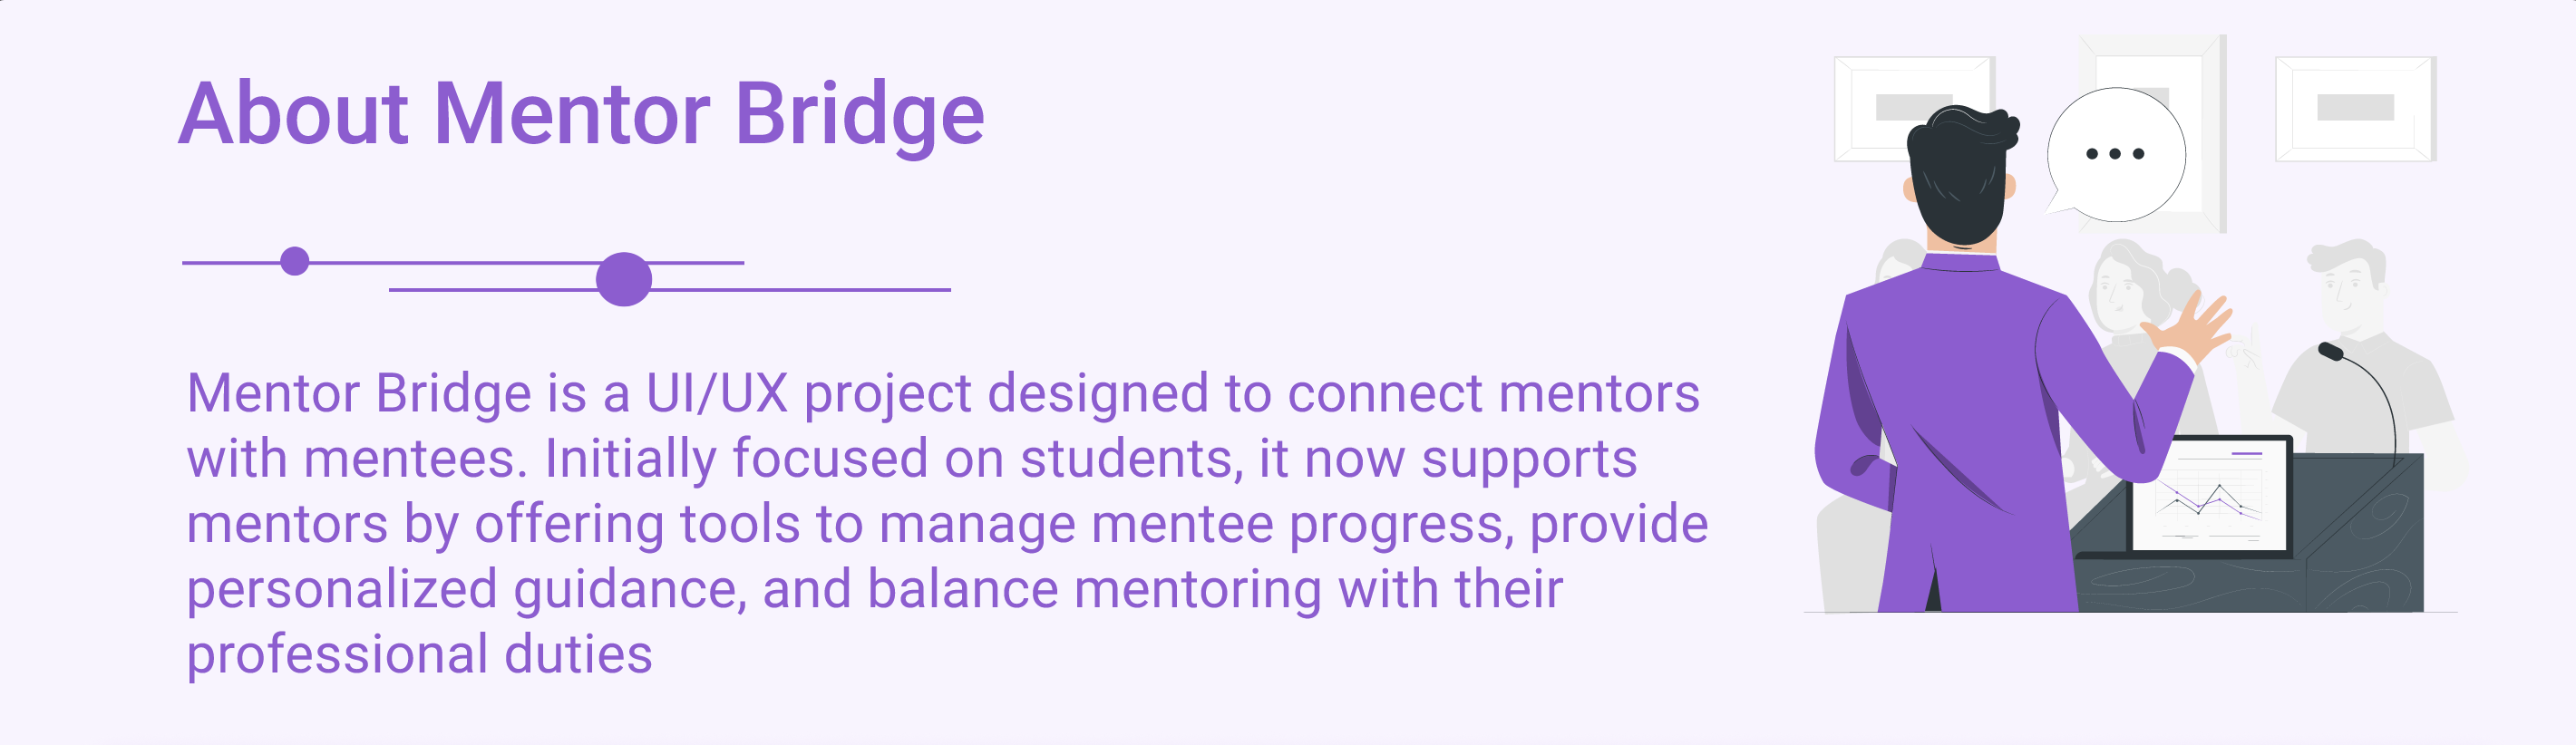 About Mentor Bridge
Mentor Bridge is a UI/UX project designed to connect mentors
with mentees. Initially focused on students, it now supports
mentors by offering tools to manage mentee progress, provide
personalized guidance, and balance mentoring with their
professional duties